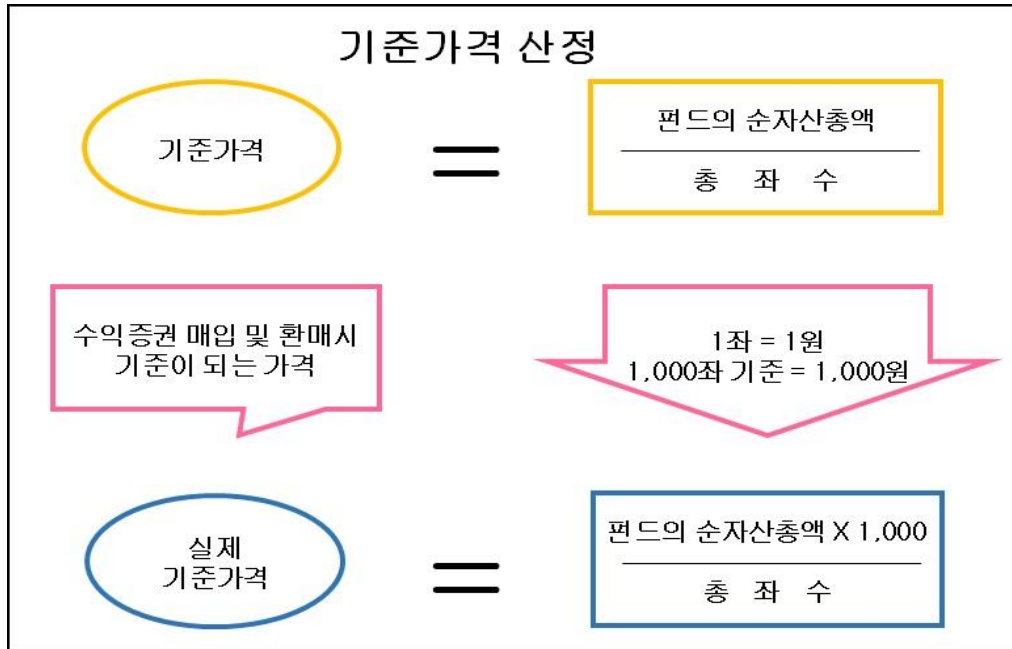 기준가격 산정
기준가격
펀드의 순자산총액
총 좌 수
수익증권 매입 및 환매시
기준이 되는 가격
1좌 = 1원
1,000좌 기준 = 1,000원
실제
기준가격
펀드의 순자산총액 X 1,000
총 좌 수